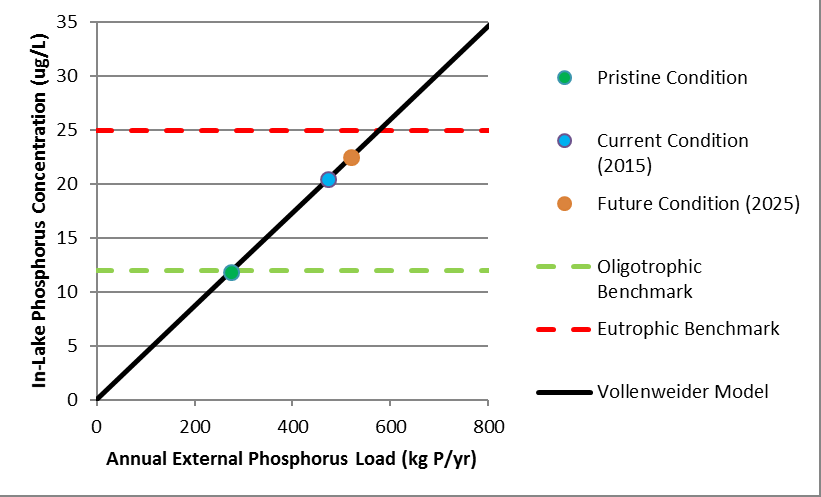 In-Lake Phosphorus Concentration (ug/L)
35
30
25
20
15
10
5
0
0
200
400
600
800
Annual External Phosphorus Load (kg P/yr)
Pristine Condition
Current Condition
(2015)
Future Condition (2025)
Oligotrophic
Benchmark
Eutrophic Benchmark
Vollenweider Model